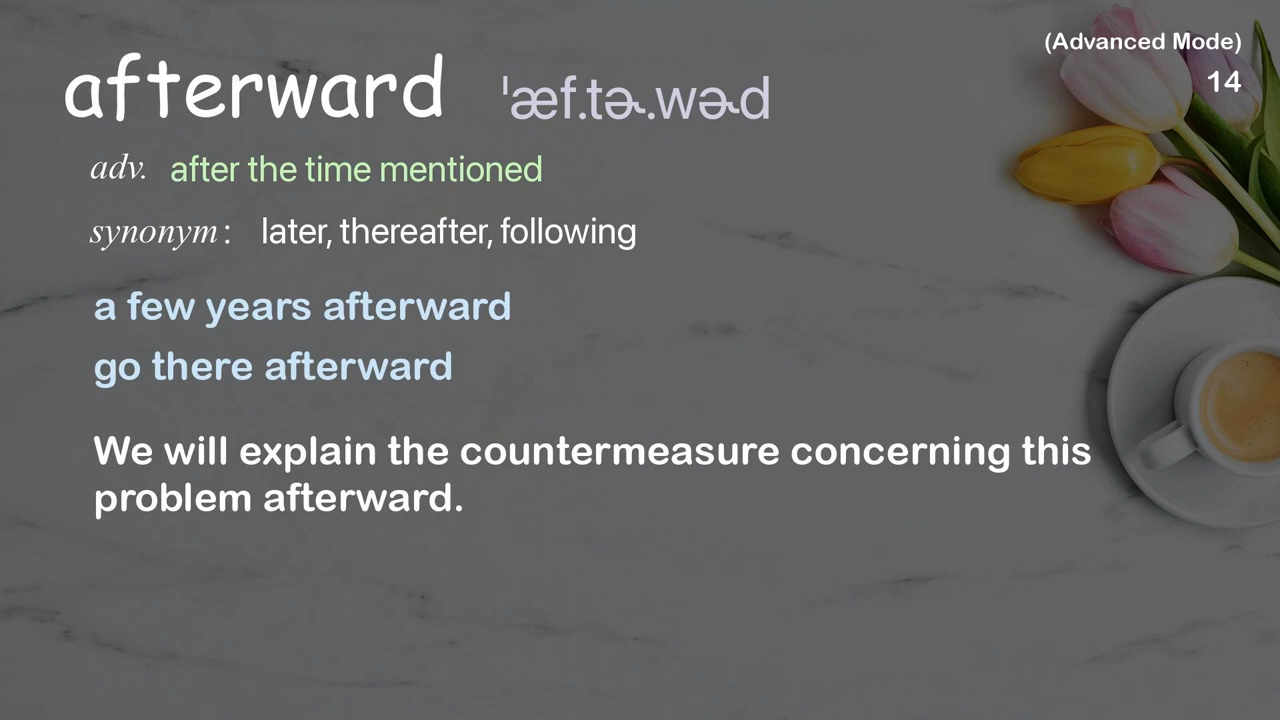 (Advanced Mode)
14
afterward ˈæf.tɚ.wɚd
adv. after the time mentioned
synonym: later, thereafter, following
a few years afterward
go there afterward
We will explain the countermeasure concerning this
problem afterward.